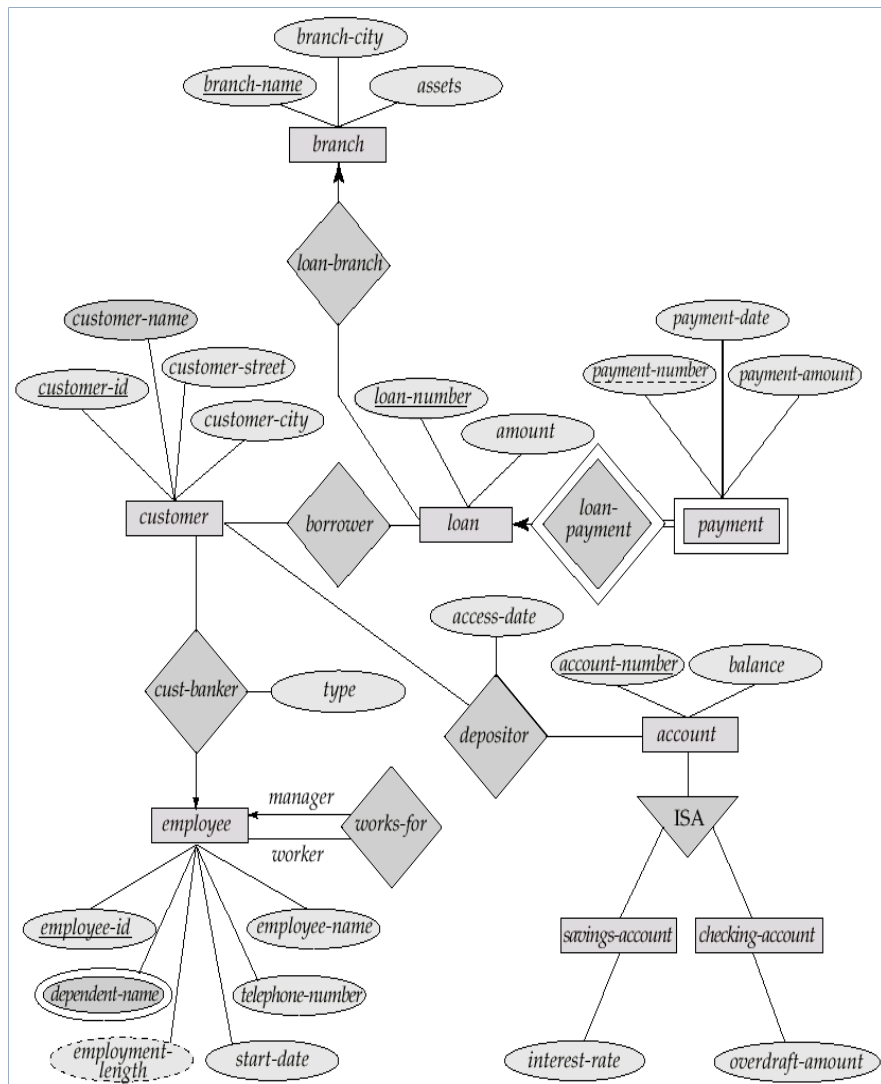 branch-city
branch-name
assets
branch
loan-branch
customer-name
payment-date
customer-street
payment-number
payment-amount
customer-id
loan-number
customer-city
amount
customer
borrower
loan
loan-
payment
payment
access-date
account-number
balance
cust-banker
type
depositor
account
manager
employee
works-for
worker
ISA
employee-id
employee-name
savings-account
checking-account
dependent-name
telephone-number
employment-
length
start-date
interest-rate
overdraft-amount